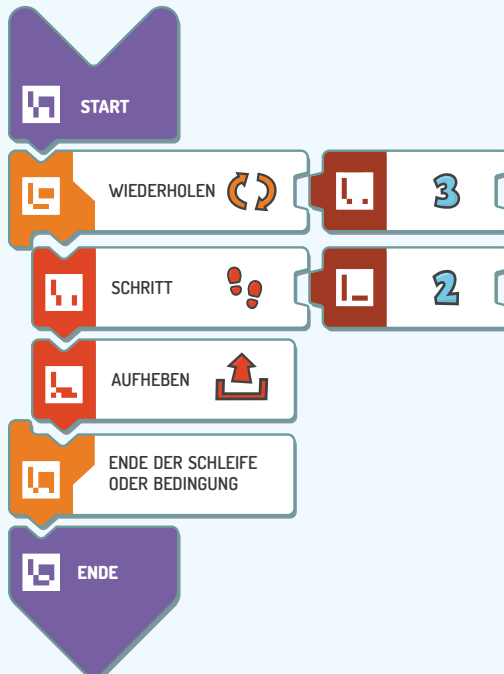 START
WIEDERHOLEN 3
SCHRITT 2
AUFHEBEN
ENDE DER SCHLEIFE
ODER BEDINGUNG
ENDE